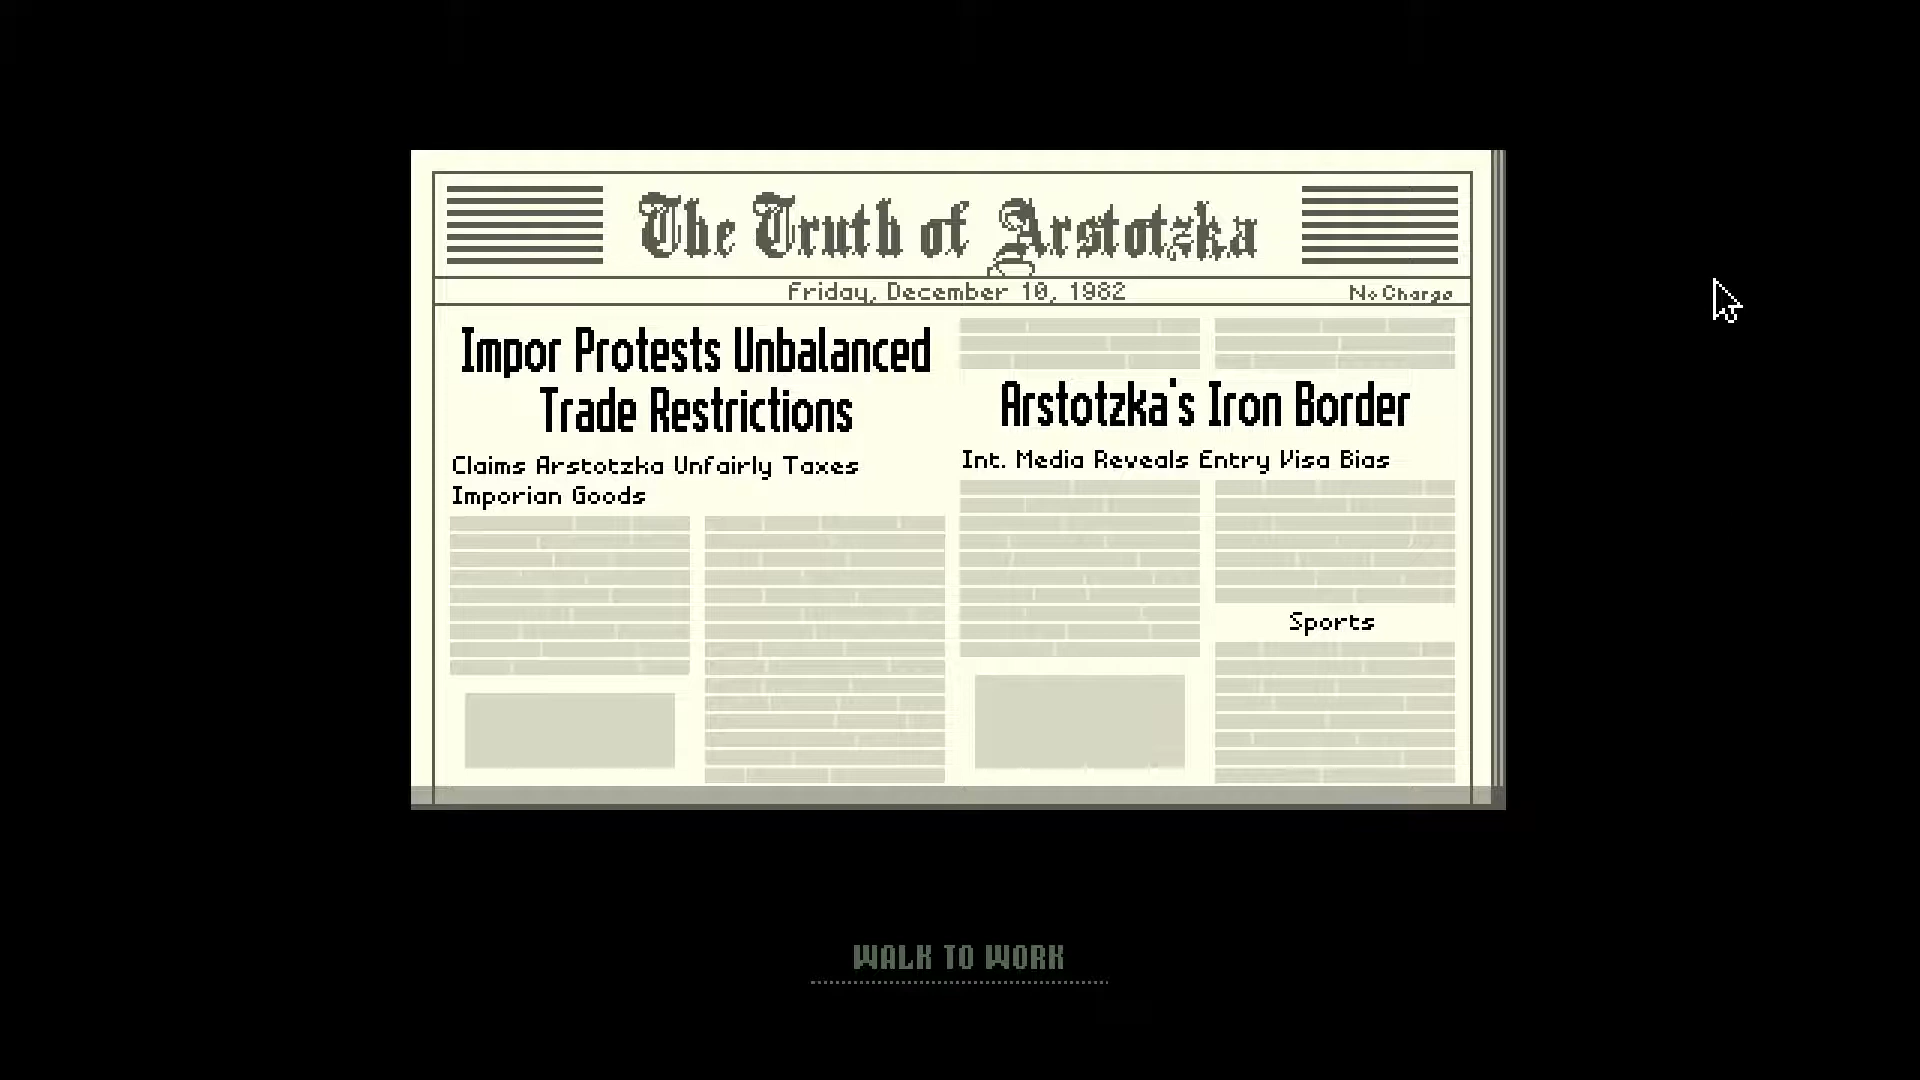 The Truth of Arstotzka
Friday, December 10, 1982
No Charge
Impor Protests Unbalanced
Trade Restrictions
Claims Arstotzka Unfairly Taxes
Imporian Goods
Arstotzka's Iron Border
Int. Media Reveals Entry Visa Bias
Sports
WALK TO WORK